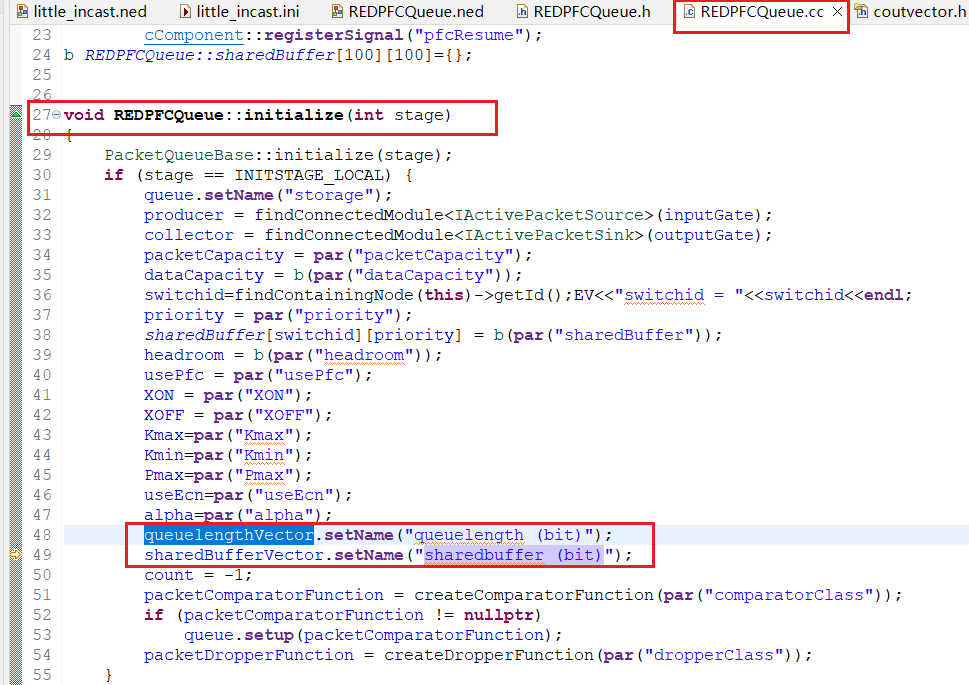 little_incast.ned little_incast.ini REDPFCQueue.ned REDPFCQueue.h REDPFCQueue.cc coutvector.h
23 cComponent::registerSignal("pfcResume");
24 b REDPFCQueue::sharedBuffer[100][100]={};
25
26
27 void REDPFCQueue::initialize(int stage)
28 {
29 PacketQueueBase::initialize(stage);
30 if (stage == INITSTAGE_LOCAL) {
31 queue.setName("storage");
32 producer = findConnectedModule<IActivePacketSource>(inputGate);
33 collector = findConnectedModule<IActivePacketSink>(outputGate);
34 packetCapacity = par("packetCapacity");
35 dataCapacity = b(par("dataCapacity"));
36 switchid=findContainingNode(this)->getId();EV<<"switchid = "<<switchid<<endl;
37 priority = par("priority");
38 sharedBuffer[switchid][priority] = b(par("sharedBuffer"));
39 headroom = b(par("headroom"));
40 usePfc = par("usePfc");
41 XON = par("XON");
42 XOFF = par("XOFF");
43 Kmax=par("Kmax");
44 Kmin=par("Kmin");
45 Pmax=par("Pmax");
46 useEcn=par("useEcn");
47 alpha=par("alpha");
48 queuelengthVector.setName("queuelength (bit)");
49 sharedBufferVector.setName("sharedbuffer (bit)");
50 count = -1;
51 packetComparatorFunction = createComparatorFunction(par("comparatorClass"));
52 if (packetComparatorFunction != nullptr)
53 queue.setup(packetComparatorFunction);
54 packetDropperFunction = createDropperFunction(par("dropperClass"));
55 }